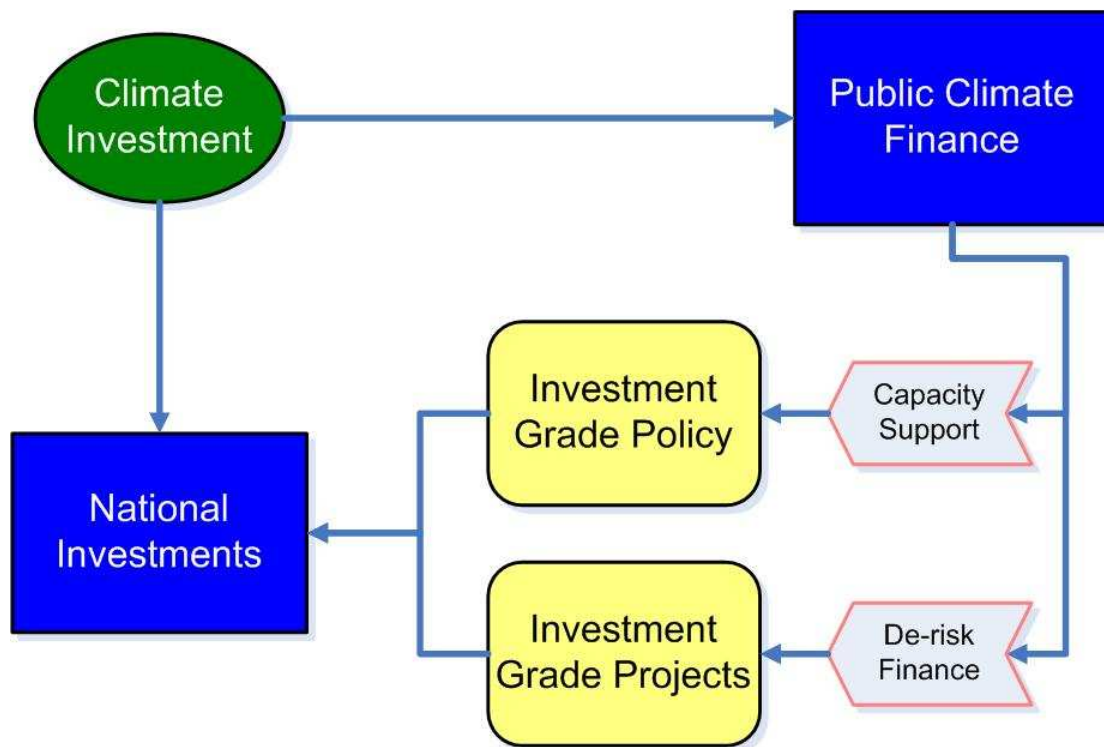 Climate
Investment
Public Climate
Finance
Investment
Grade Policy
Capacity
Support
National
Investments
Investment
Grade Projects
De-risk
Finance